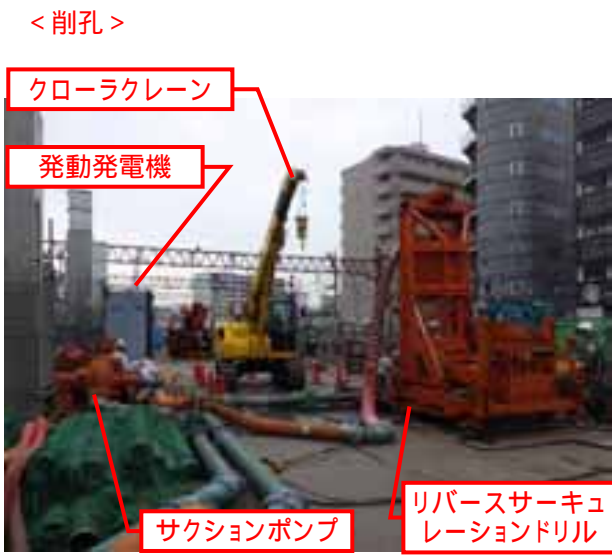 <削孔>
クローラクレーン
発動発電機
サクションポンプ
リバースサーキュ
レーションドリル